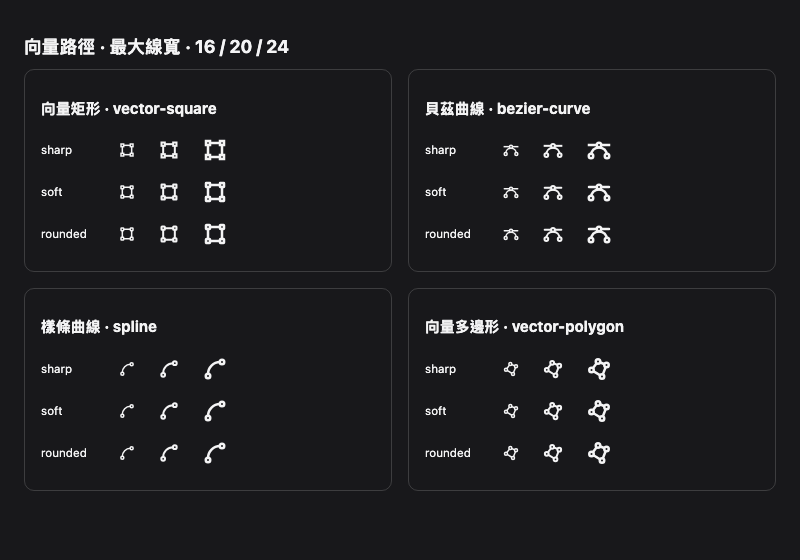 向量路徑 · 最大線寬 · 16 / 20 / 24
向量矩形 · vector-square
sharp
soft
rounded
貝茲曲線 · bezier-curve
sharp
soft
rounded
樣條曲線 · spline
sharp
soft
rounded
向量多邊形 · vector-polygon
sharp
soft
rounded